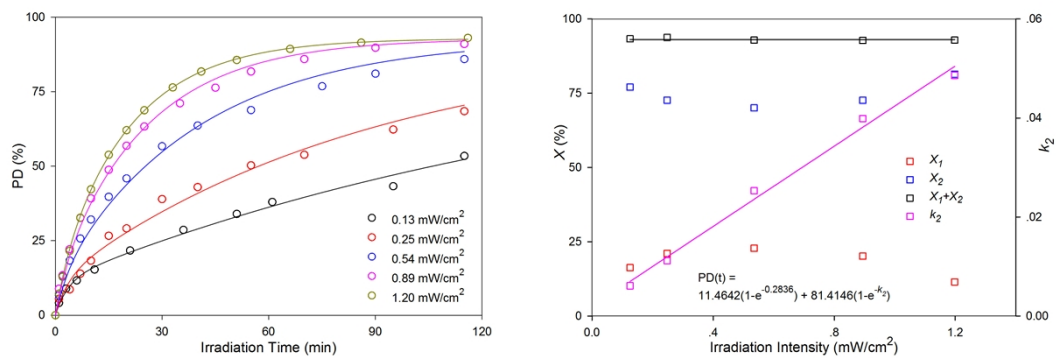 100
75
50
25
0
PD (%)
0
30
60
90
120
Irradiation Time (min)
0.13 mW/cm²
0.25 mW/cm²
0.54 mW/cm²
0.89 mW/cm²
1.20 mW/cm²
100
75
50
25
0
X (%)
0.06
0.04
0.02
0.00
k₂
0.0
.4
.8
1.2
Irradiation Intensity (mW/cm²)
X₁
X₂
X₁+X₂
k₂
PD(t) =
11.4642(1-e^-0.2836) + 81.4146(1-e^-k₂)